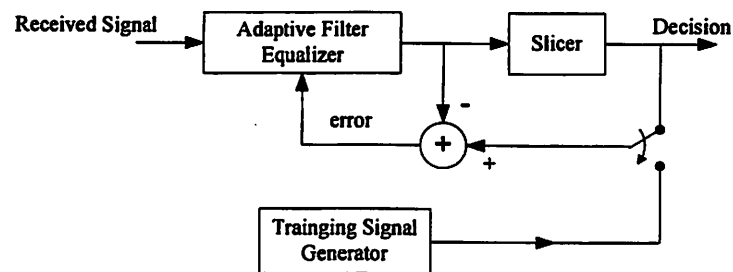 Received Signal
Adaptive Filter
Equalizer
Slicer
Decision
-
error
+
+
Trainging Signal
Generator